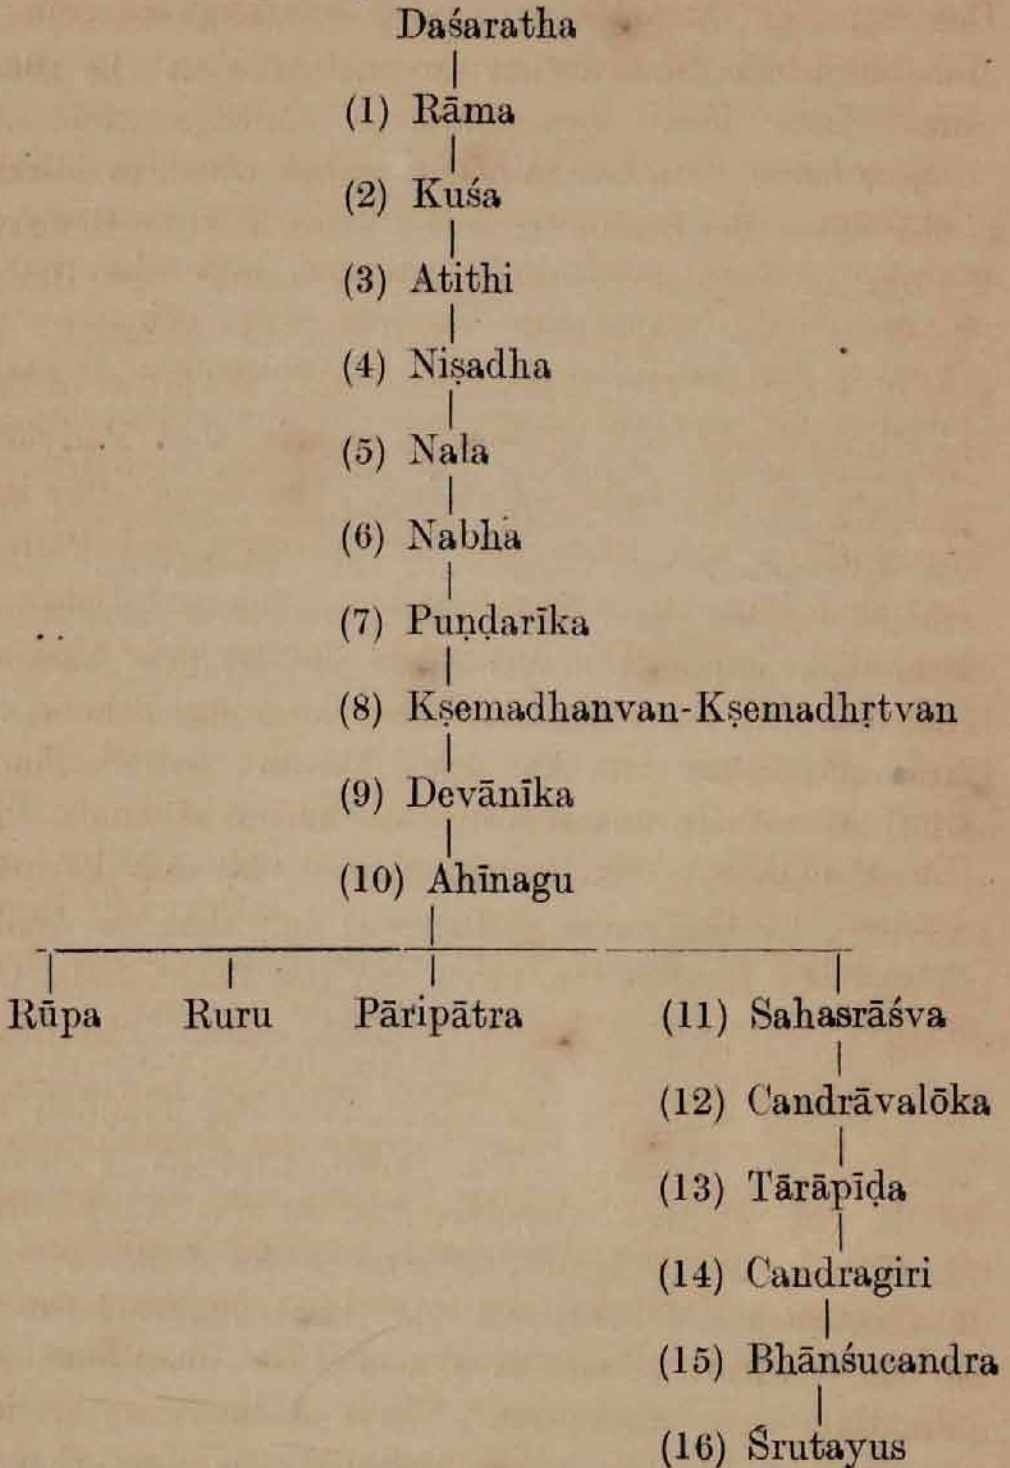 Daśaratha
(1) Rāma
(2) Kuśa
(3) Atithi
(4) Niṣadha
(5) Nala
(6) Nabha
(7) Puṇḍarīka
(8) Kṣemadhanvan-Kṣemadhṛtvan
(9) Devānīka
(10) Ahīnagu
Rūpa Ruru Pāripātra (11) Sahasrāśva
(12) Candrāvalōka
(13) Tārāpīḍa
(14) Candragiri
(15) Bhānśucandra
(16) Śrutayus